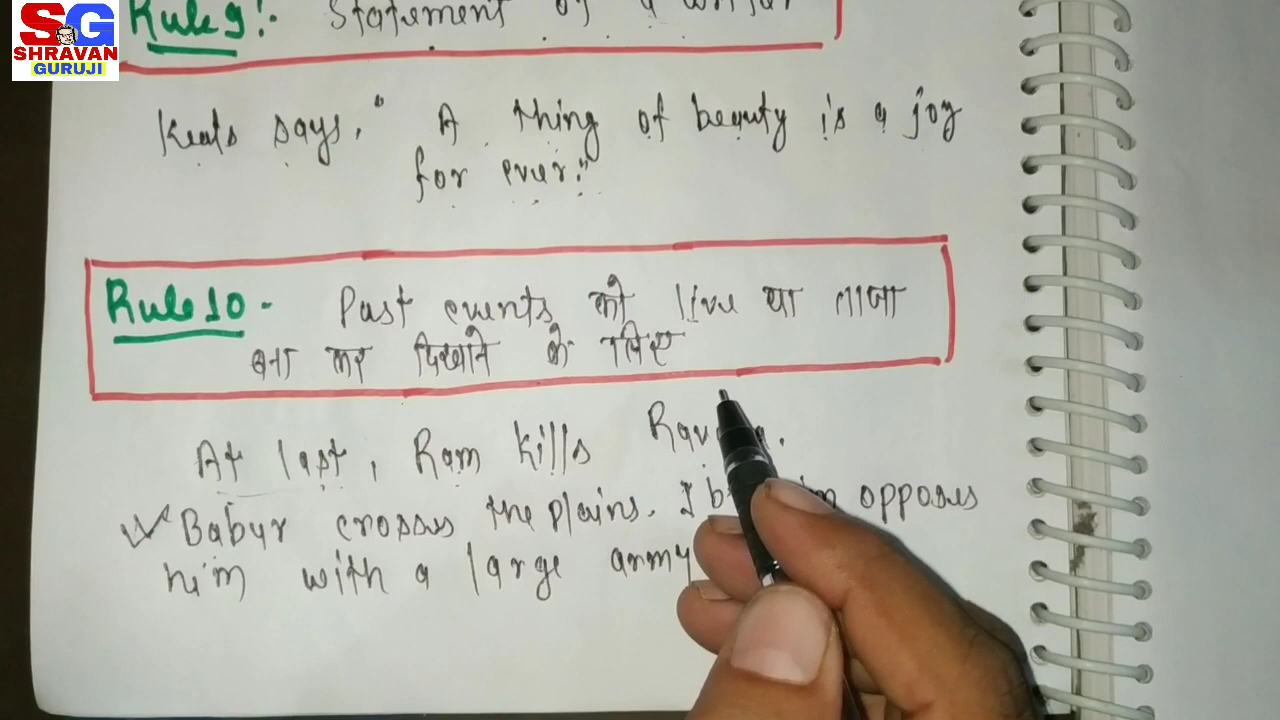 SG
SHRAVAN
GURUJI
Rule 9:. Statement of a writer
Keats says, " A thing of beauty is a joy
for ever."
Rule 10 - Past events को live या ताजा
बना कर दिखाने के लिए
At last, Ram kills
Babur crosses the plains. opposes
him with a large army